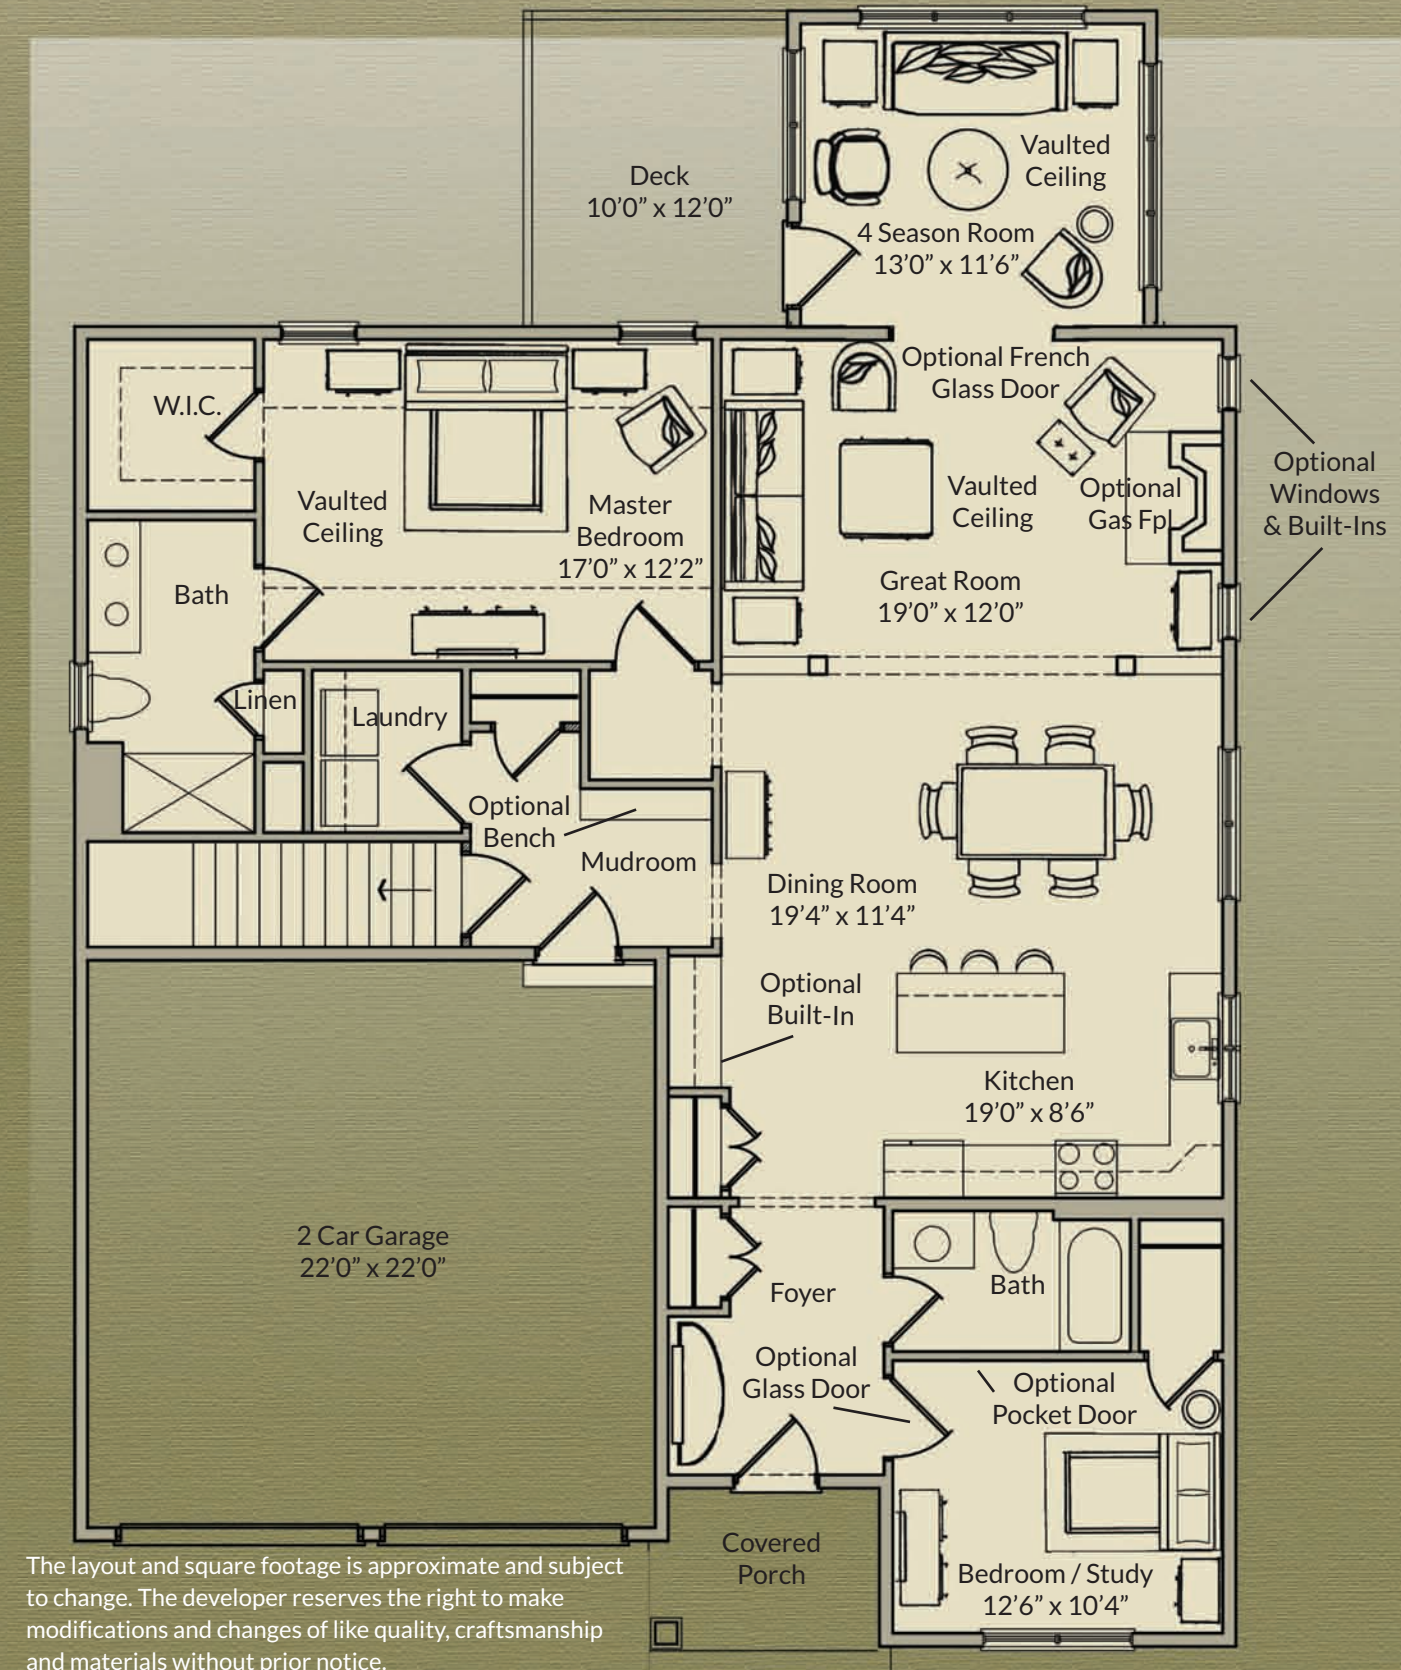 Vaulted
Ceiling
Deck
10’0” x 12’0”
4 Season Room
13’0” x 11’6”
Optional French
Glass Door
W.I.C.
Vaulted
Ceiling
Master
Bedroom
17’0” x 12’2”
Vaulted
Ceiling
Optional
Gas Fpl
Optional
Windows
& Built-Ins
Bath
Great Room
19’0” x 12’0”
Linen
Laundry
Optional
Bench
Mudroom
Dining Room
19’4” x 11’4”
Optional
Built-In
Kitchen
19’0” x 8’6”
2 Car Garage
22’0” x 22’0”
Foyer
Bath
Optional
Glass Door
Optional
Pocket Door
Covered
Porch
Bedroom / Study
12’6” x 10’4”
The layout and square footage is approximate and subject
to change. The developer reserves the right to make
modifications and changes of like quality, craftsmanship
and materials without prior notice.